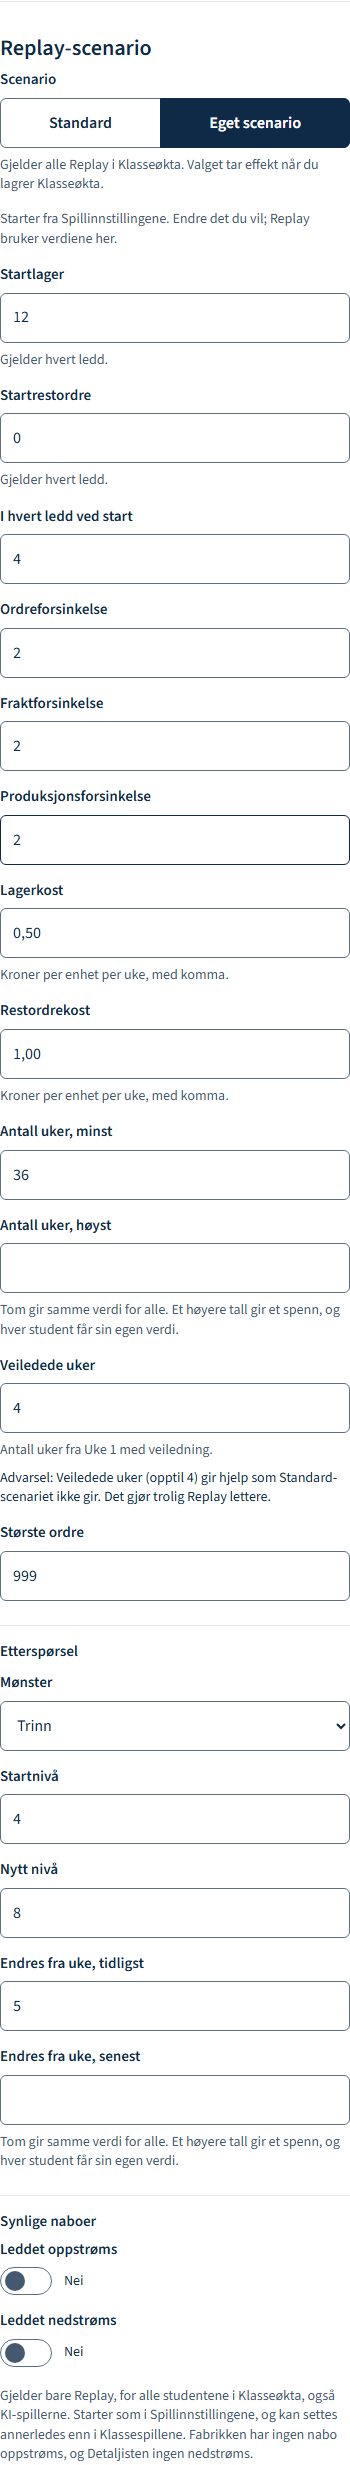 Replay-scenario
Scenario
Standard
Eget scenario
Gjelder alle Replay i Klasseøkta. Valget tar effekt når du
lagrer Klasseøkta.
Starter fra Spillinnstillingene. Endre det du vil; Replay
bruker verdiene her.
Startlager
12
Gjelder hvert ledd.
Startrestordre
0
Gjelder hvert ledd.
I hvert ledd ved start
4
Ordreforsinkelse
2
Fraktforsinkelse
2
Produksjonsforsinkelse
2
Lagerkost
0,50
Kroner per enhet per uke, med komma.
Restordrekost
1,00
Kroner per enhet per uke, med komma.
Antall uker, minst
36
Antall uker, høyst
Tom gir samme verdi for alle. Et høyere tall gir et spenn, og
hver student får sin egen verdi.
Veiledede uker
4
Antall uker fra Uke 1 med veiledning.
Advarsel: Veiledede uker (opptil 4) gir hjelp som Standard-
scenariet ikke gir. Det gjør trolig Replay lettere.
Største ordre
999
Etterspørsel
Mønster
Trinn
Startnivå
4
Nytt nivå
8
Endres fra uke, tidligst
5
Endres fra uke, senest
Tom gir samme verdi for alle. Et høyere tall gir et spenn, og
hver student får sin egen verdi.
Synlige naboer
Leddet oppstrøms
Nei
Leddet nedstrøms
Nei
Gjelder bare Replay, for alle studentene i Klasseøkta, også
KI-spillerne. Starter som i Spillinnstillingene, og kan settes
annerledes enn i Klassespillene. Fabrikken har ingen nabo
oppstrøms, og Detaljisten ingen nedstrøms.